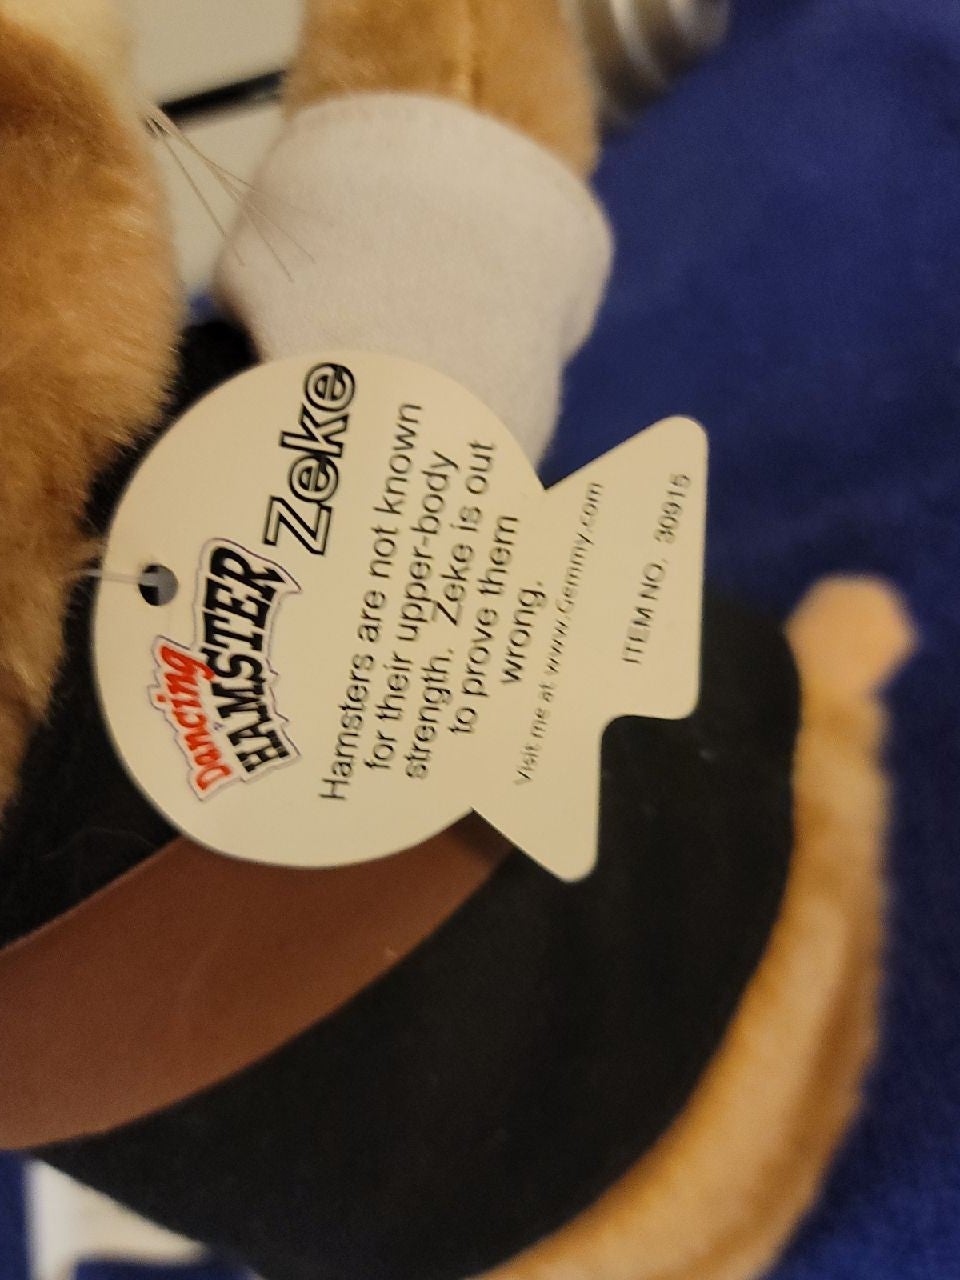 Dancing
HAMSTER
Zeke
Hamsters are not known
for their upper-body
strength. Zeke is out
to prove them
wrong.
Visit me at www.Gemmy.com
ITEM NO. 30915